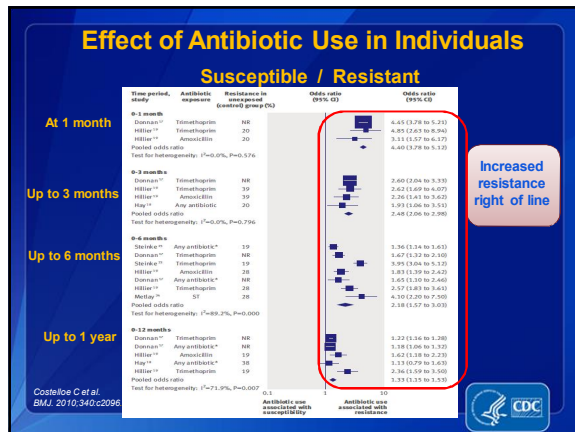 Effect of Antibiotic Use in Individuals
Susceptible / Resistant
Time period, study Antibiotic exposure Resistance in unexposed (control) group (%) Odds ratio (95% CI) Odds ratio (95% CI)
At 1 month
0-1 month
Donnan Trimethoprim NR 4.45 (3.78 to 5.21)
Hillier Trimethoprim 20 4.85 (2.63 to 8.94)
Hillier Amoxicillin 20 3.11 (1.57 to 6.17)
Pooled odds ratio 4.40 (3.78 to 5.12)
Test for heterogeneity: I²=0.0%, P=0.576
Up to 3 months
0-3 months
Donnan Trimethoprim NR 2.60 (2.04 to 3.33)
Hillier Trimethoprim 39 2.62 (1.69 to 4.07)
Hillier Amoxicillin 39 2.26 (1.41 to 3.62)
Hay Any antibiotic 20 1.93 (1.06 to 3.51)
Pooled odds ratio 2.48 (2.06 to 2.98)
Test for heterogeneity: I²=0.0%, P=0.796
Increased resistance right of line
Up to 6 months
0-6 months
Steinke Any antibiotic* 19 1.36 (1.14 to 1.61)
Donnan Trimethoprim NR 1.67 (1.32 to 2.10)
Steinke Trimethoprim 19 3.95 (3.04 to 5.12)
Hillier Amoxicillin 28 1.83 (1.39 to 2.42)
Donnan Any antibiotic* NR 1.65 (1.10 to 2.46)
Hillier Trimethoprim 28 2.57 (1.83 to 3.61)
Metlay ST 28 4.10 (2.20 to 7.50)
Pooled odds ratio 2.18 (1.57 to 3.03)
Test for heterogeneity: I²=89.2%, P=0.000
Up to 1 year
0-12 months
Donnan Trimethoprim NR 1.22 (1.16 to 1.28)
Donnan Any antibiotic* NR 1.18 (1.06 to 1.32)
Hillier Amoxicillin 19 1.62 (1.18 to 2.23)
Hay Any antibiotic* 38 1.13 (0.79 to 1.63)
Hillier Trimethoprim 19 2.36 (1.59 to 3.50)
Pooled odds ratio 1.33 (1.15 to 1.53)
Test for heterogeneity: I²=71.9%, P=0.007
0.1 1 10
Antibiotic use associated with susceptibility
Antibiotic use associated with resistance
Costelloe C et al.
BMJ. 2010;340:c2096.
CDC